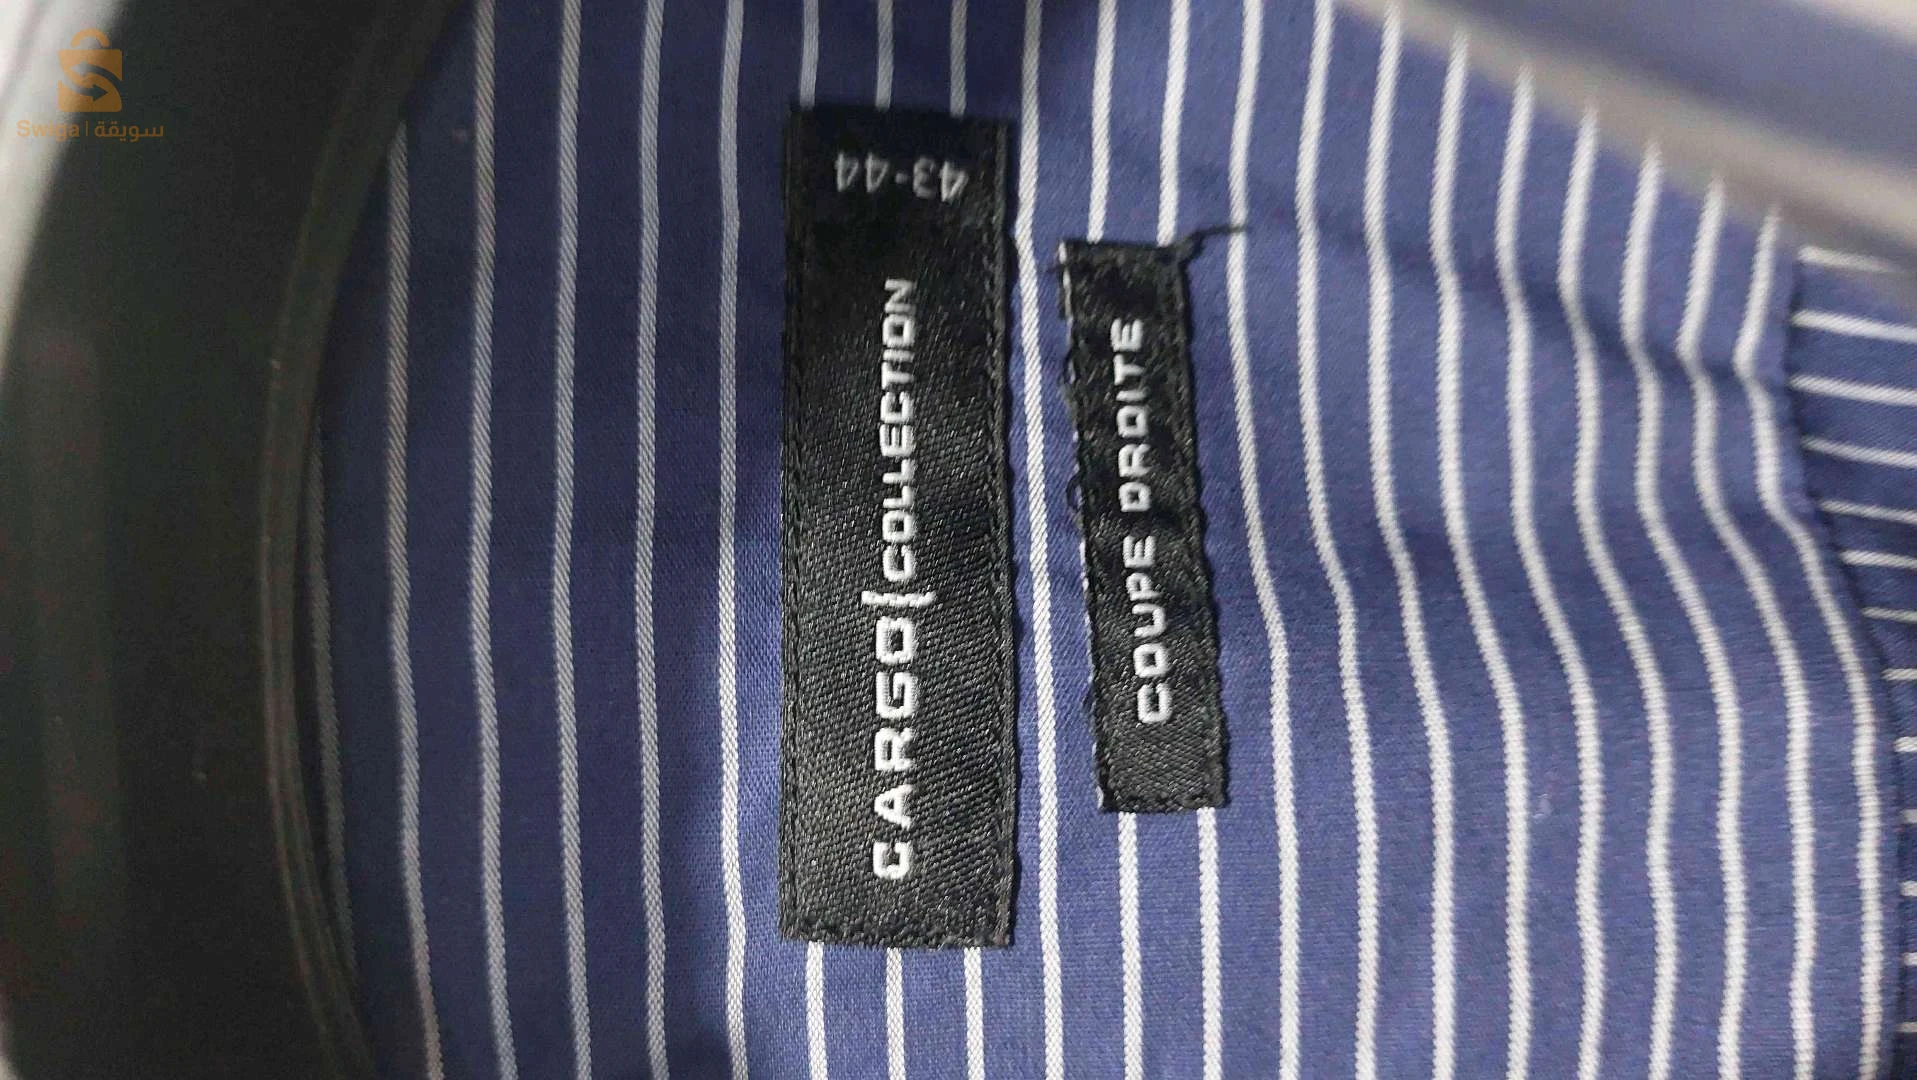 Swiqa | سويقة
43-44
CARGO COLLECTION
COUPE DROITE